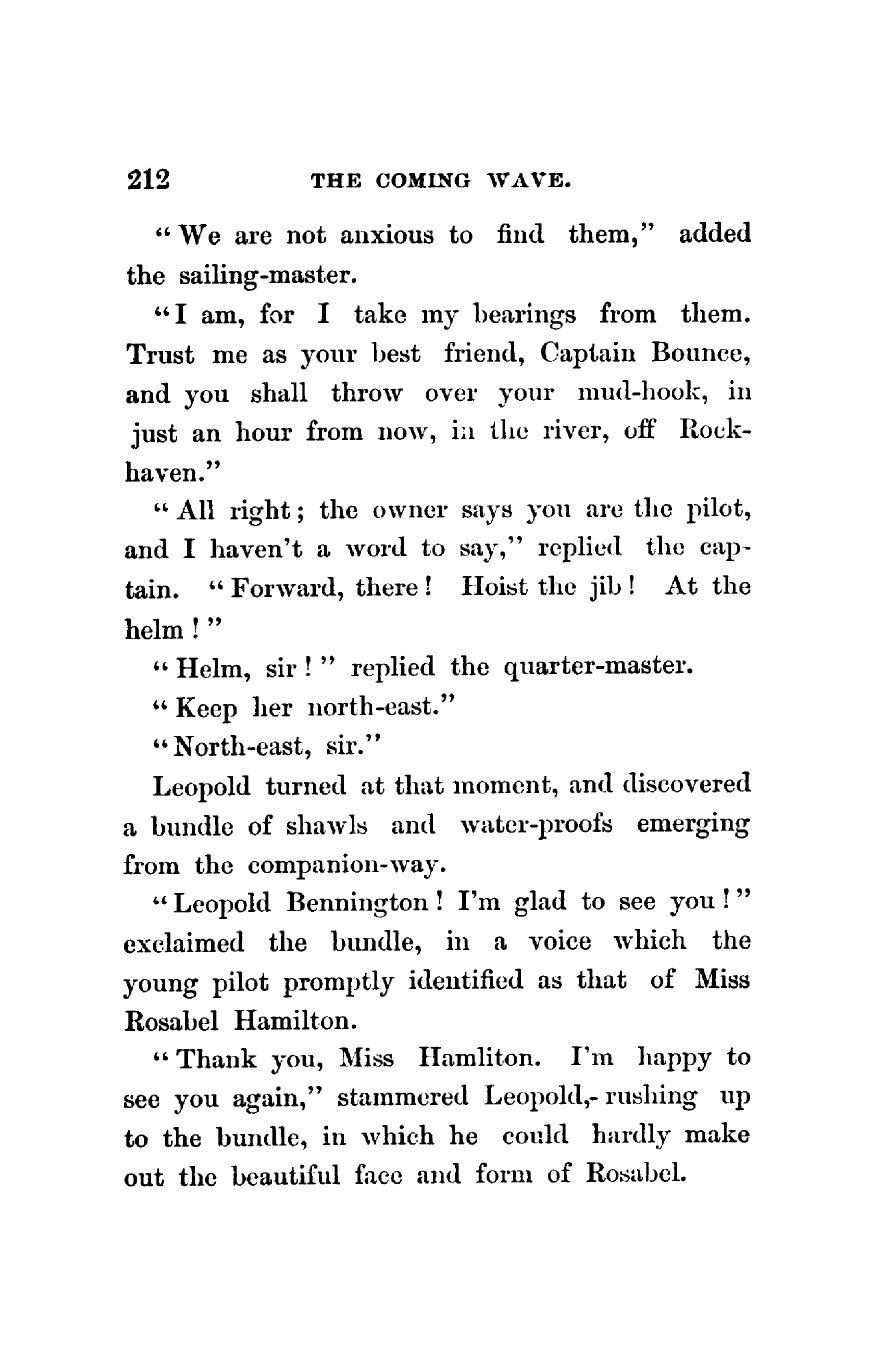 212 THE COMING WAVE.
“ We are not anxious to find them,” added
the sailing-master.
“I am, for I take my bearings from them.
Trust me as your best friend, Captain Bounce,
and you shall throw over your mud-hook, in
just an hour from now, in the river, off Rock-
haven.”
“ All right; the owner says you are the pilot,
and I haven’t a word to say,” replied the cap-
tain. “ Forward, there ! Hoist the jib ! At the
helm ! ”
“ Helm, sir ! ” replied the quarter-master.
“ Keep her north-east.”
“North-east, sir.”
Leopold turned at that moment, and discovered
a bundle of shawls and water-proofs emerging
from the companion-way.
“ Leopold Bennington ! I’m glad to see you ! ”
exclaimed the bundle, in a voice which the
young pilot promptly identified as that of Miss
Rosabel Hamilton.
“ Thank you, Miss Hamliton. I’m happy to
see you again,” stammered Leopold,- rushing up
to the bundle, in which he could hardly make
out the beautiful face and form of Rosabel.